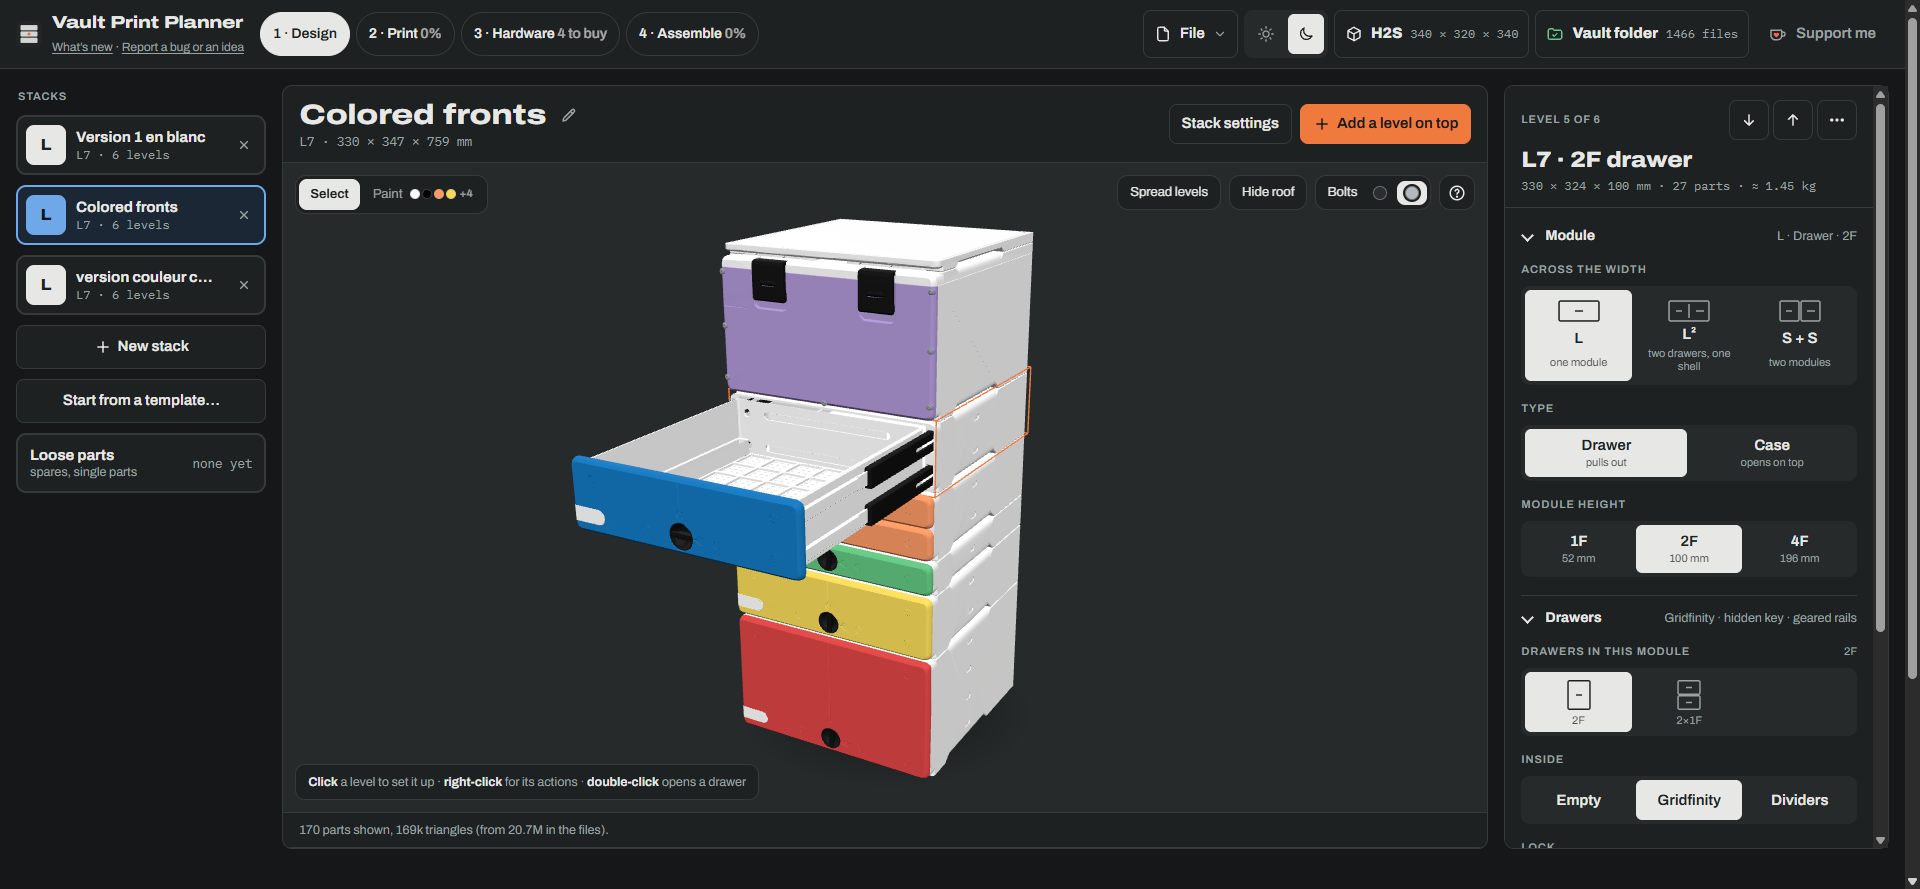 Vault Print Planner
What's new · Report a bug or an idea
1 · Design
2 · Print 0%
3 · Hardware 4 to buy
4 · Assemble 0%
File
H2S 340 × 320 × 340
Vault folder 1466 files
Support me
STACKS
L
Version 1 en blanc
L7 · 6 levels
L
Colored fronts
L7 · 6 levels
L
version couleur c...
L7 · 6 levels
+ New stack
Start from a template...
Loose parts
spares, single parts
none yet
Colored fronts
L7 · 330 × 347 × 759 mm
Stack settings
+ Add a level on top
Select
Paint +4
Spread levels
Hide roof
Bolts
Click a level to set it up · right-click for its actions · double-click opens a drawer
170 parts shown, 169k triangles (from 20.7M in the files).
LEVEL 5 OF 6
L7 · 2F drawer
330 × 324 × 100 mm · 27 parts · ≈ 1.45 kg
Module
L · Drawer · 2F
ACROSS THE WIDTH
L
one module
L²
two drawers, one
shell
S + S
two modules
TYPE
Drawer
pulls out
Case
opens on top
MODULE HEIGHT
1F
52 mm
2F
100 mm
4F
196 mm
Drawers
Gridfinity · hidden key · geared rails
DRAWERS IN THIS MODULE
2F
2F
2×1F
INSIDE
Empty
Gridfinity
Dividers
LOCK